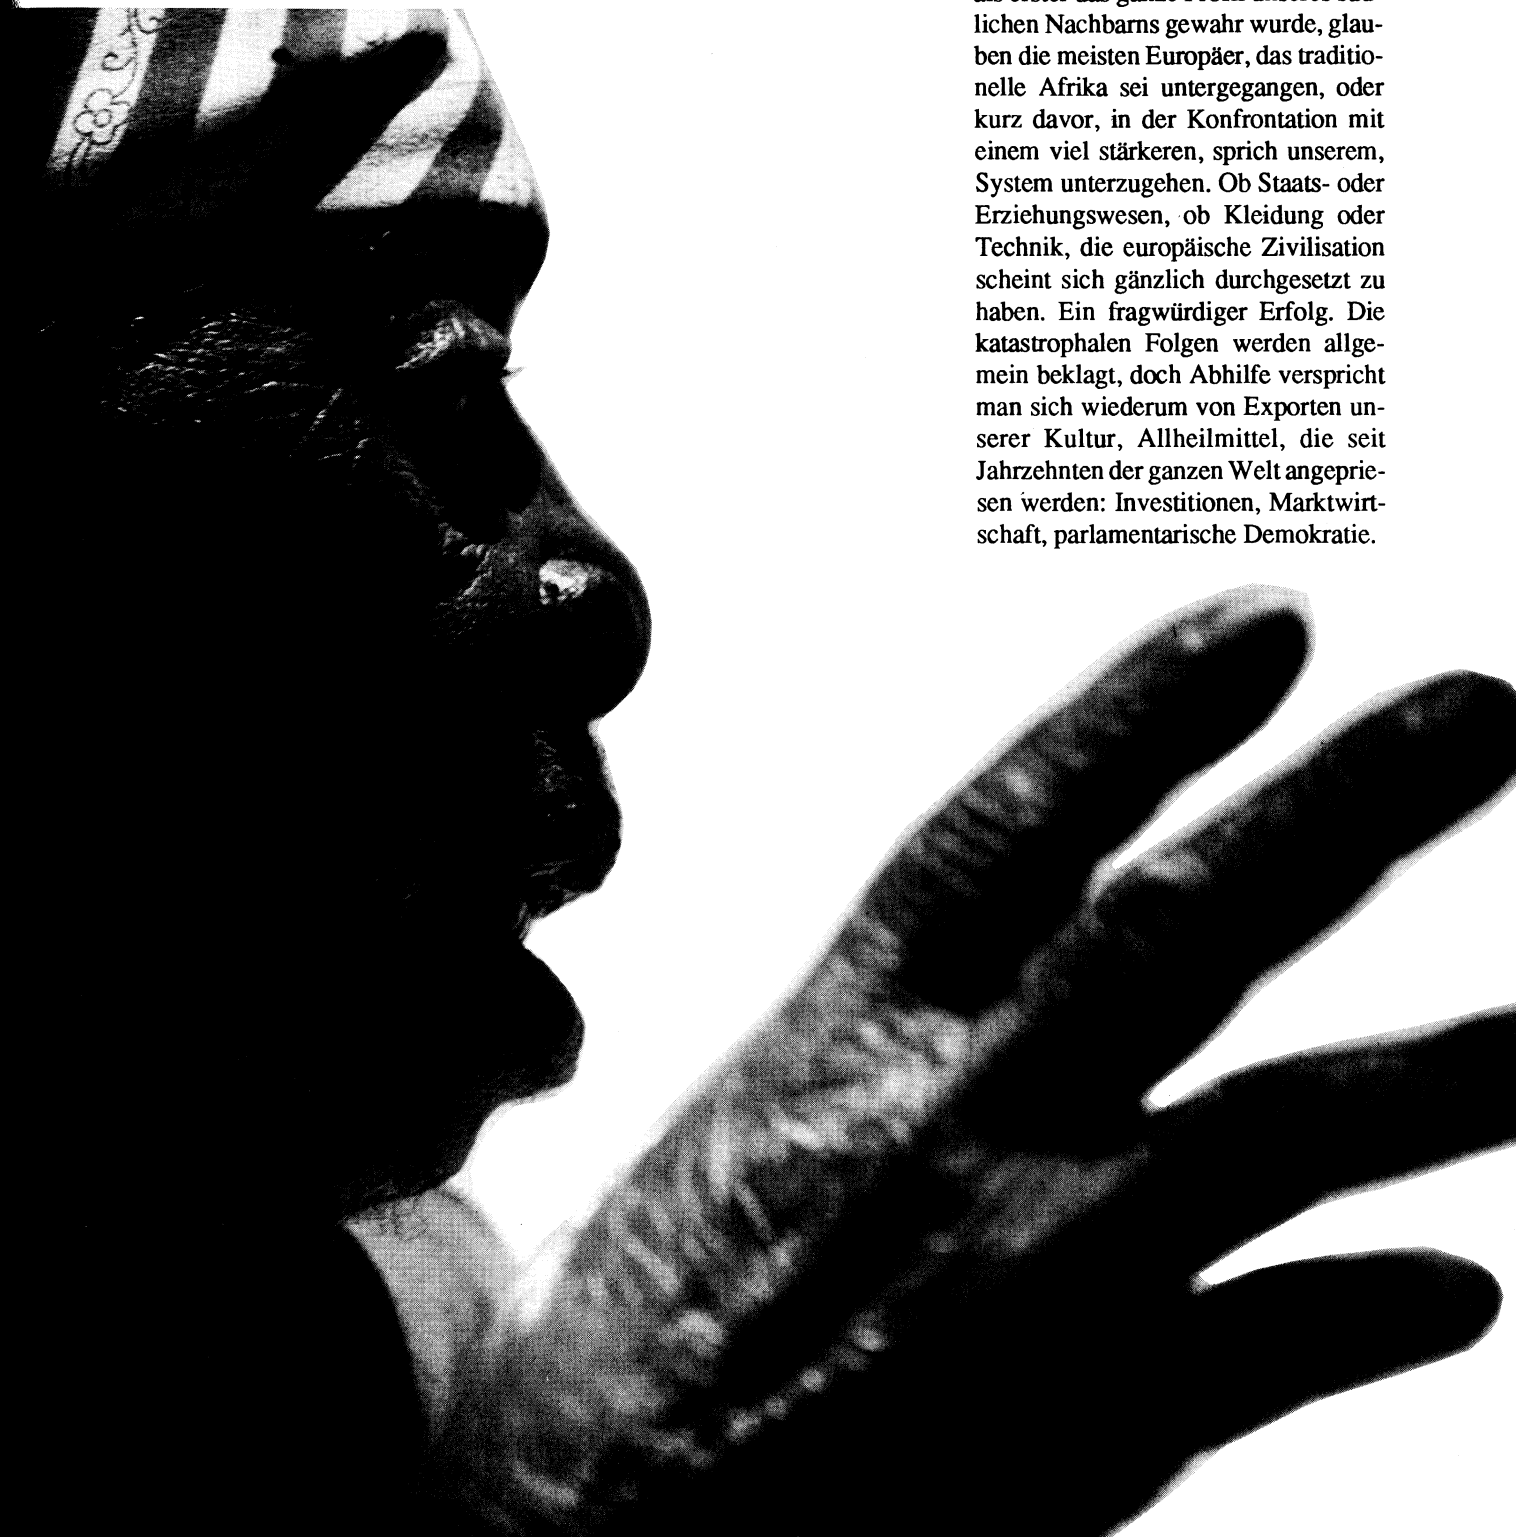 lichen Nachbarns gewahr wurde, glau-
ben die meisten Europäer, das traditio-
nelle Afrika sei untergegangen, oder
kurz davor, in der Konfrontation mit
einem viel stärkeren, sprich unserem,
System unterzugehen. Ob Staats- oder
Erziehungswesen, ob Kleidung oder
Technik, die europäische Zivilisation
scheint sich gänzlich durchgesetzt zu
haben. Ein fragwürdiger Erfolg. Die
katastrophalen Folgen werden allge-
mein beklagt, doch Abhilfe verspricht
man sich wiederum von Exporten un-
serer Kultur, Allheilmittel, die seit
Jahrzehnten der ganzen Welt angeprie-
sen werden: Investitionen, Marktwirt-
schaft, parlamentarische Demokratie.